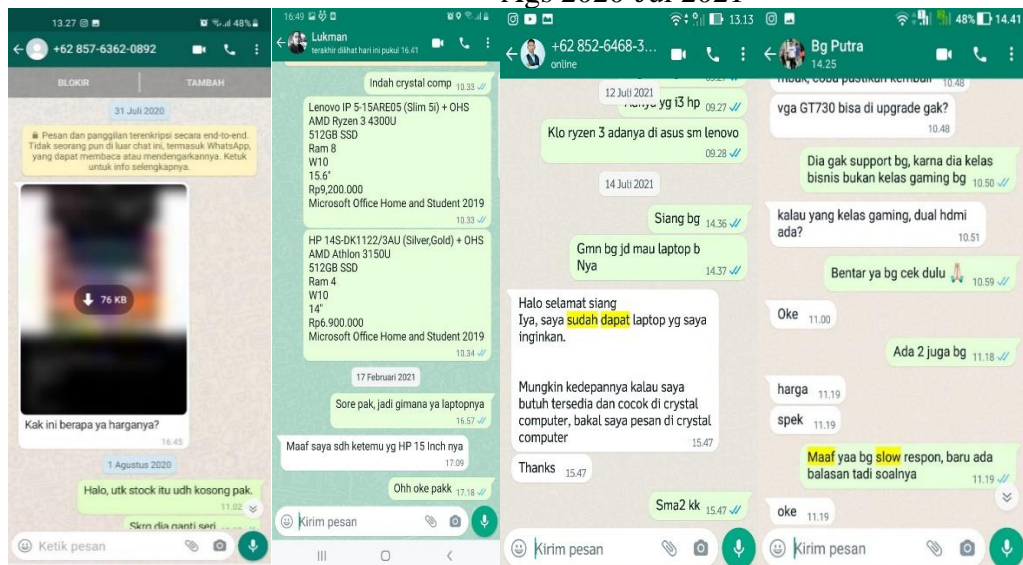 Ags 2020-Jul 2021
13.27
48%
+62 857-6362-0892
BLOKIR
TAMBAH
31 Juli 2020
Pesan dan panggilan terenkripsi secara end-to-end.
Tidak seorang pun di luar chat ini, termasuk WhatsApp,
yang dapat membaca atau mendengarkannya. Ketuk
untuk info selengkapnya.
76 KB
Kak ini berapa ya harganya?
16.45
1 Agustus 2020
Halo, utk stock itu udh kosong pak.
11.02
Skrg dia ganti seri
Ketik pesan
16:49
48%
Lukman
terakhir dilihat hari ini pukul 16.41
Indah crystal comp 10.33
Lenovo IP 5-15ARE05 (Slim 5i) + OHS
AMD Ryzen 3 4300U
512GB SSD
Ram 8
W10
15.6"
Rp9,200.000
Microsoft Office Home and Student 2019
10.33
HP 14S-DK1122/3AU (Silver,Gold) + OHS
AMD Athlon 3150U
512GB SSD
Ram 4
W10
14"
Rp6.900.000
Microsoft Office Home and Student 2019
10.34
17 Februari 2021
Sore pak, jadi gimana ya laptopnya
16.57
Maaf saya sdh ketemu yg HP 15 Inch nya
17.09
Ohh oke pakk 17.18
Kirim pesan
13.13
+62 852-6468-3...
online
12 Juli 2021
yg i3 hp 09.27
Klo ryzen 3 adanya di asus sm lenovo
09.28
14 Juli 2021
Siang bg 14.36
Gmn bg jd mau laptop b
Nya
14.37
Halo selamat siang
Iya, saya sudah dapat laptop yg saya
inginkan.
Mungkin kedepannya kalau saya
butuh tersedia dan cocok di crystal
computer, bakal saya pesan di crystal
computer
15.47
Thanks 15.47
Sma2 kk 15.47
Kirim pesan
48% 14.41
Bg Putra
14.25
mbak, coba pastikan kembali 10.48
vga GT730 bisa di upgrade gak?
10.48
Dia gak support bg, karna dia kelas
bisnis bukan kelas gaming bg 10.50
kalau yang kelas gaming, dual hdmi
ada?
10.51
Bentar ya bg cek dulu 🙏 10.59
Oke 11.00
Ada 2 juga bg 11.18
harga 11.19
spek 11.19
Maaf yaa bg slow respon, baru ada
balasan tadi soalnya
11.19
oke 11.19
Kirim pesan